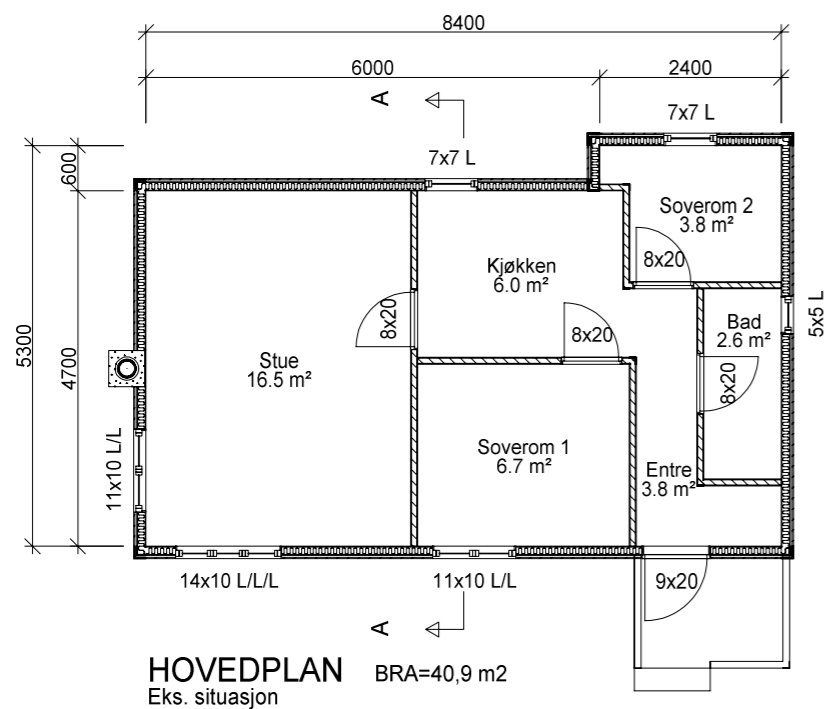 8400
6000
2400
A
7x7 L
7x7 L
600
Soverom 2
3.8 m²
Kjøkken
6.0 m²
8x20
5x5 L
8x20
8x20
Bad
2.6 m²
5300
4700
Stue
16.5 m²
8x20
Soverom 1
6.7 m²
11x10 L/L
Entre
3.8 m²
14x10 L/L/L
11x10 L/L
9x20
A
HOVEDPLAN BRA=40,9 m2
Eks. situasjon